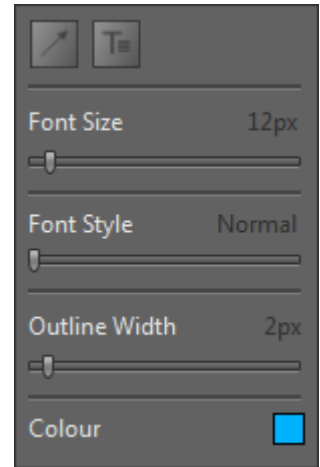 T
Font Size 12px
Font Style Normal
Outline Width 2px
Colour